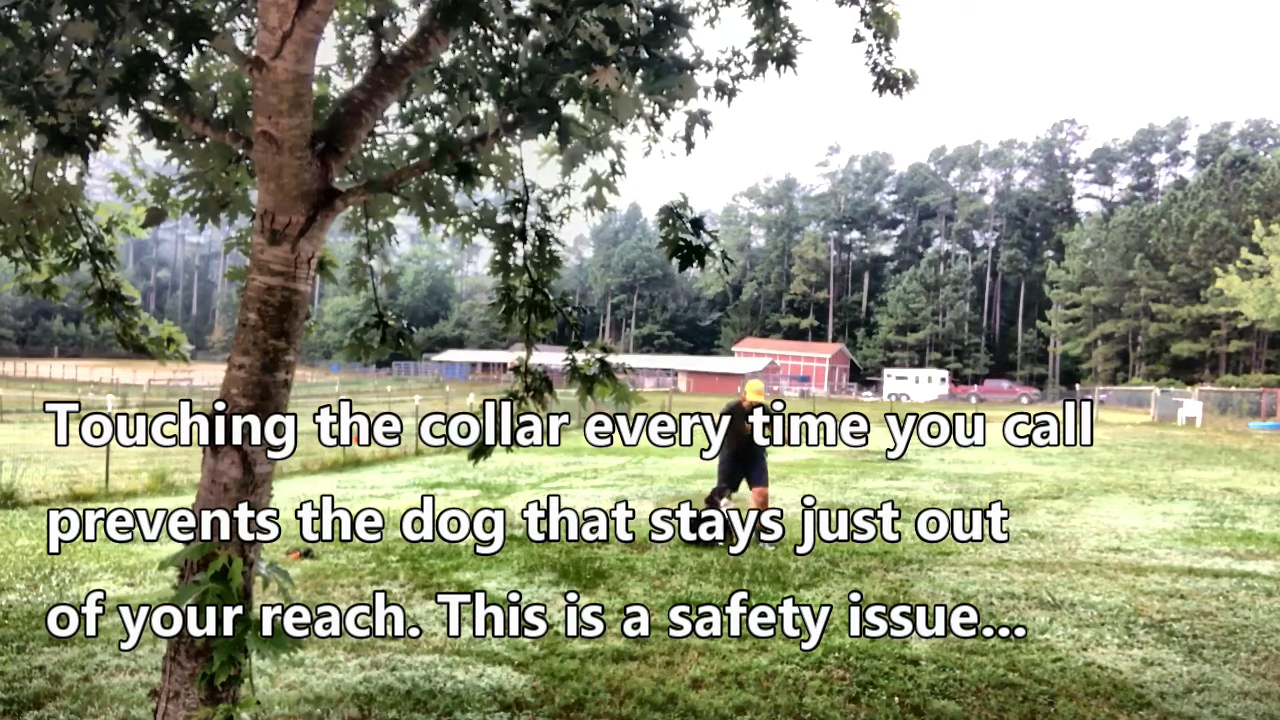 Touching the collar every time you call
prevents the dog that stays just out
of your reach. This is a safety issue...